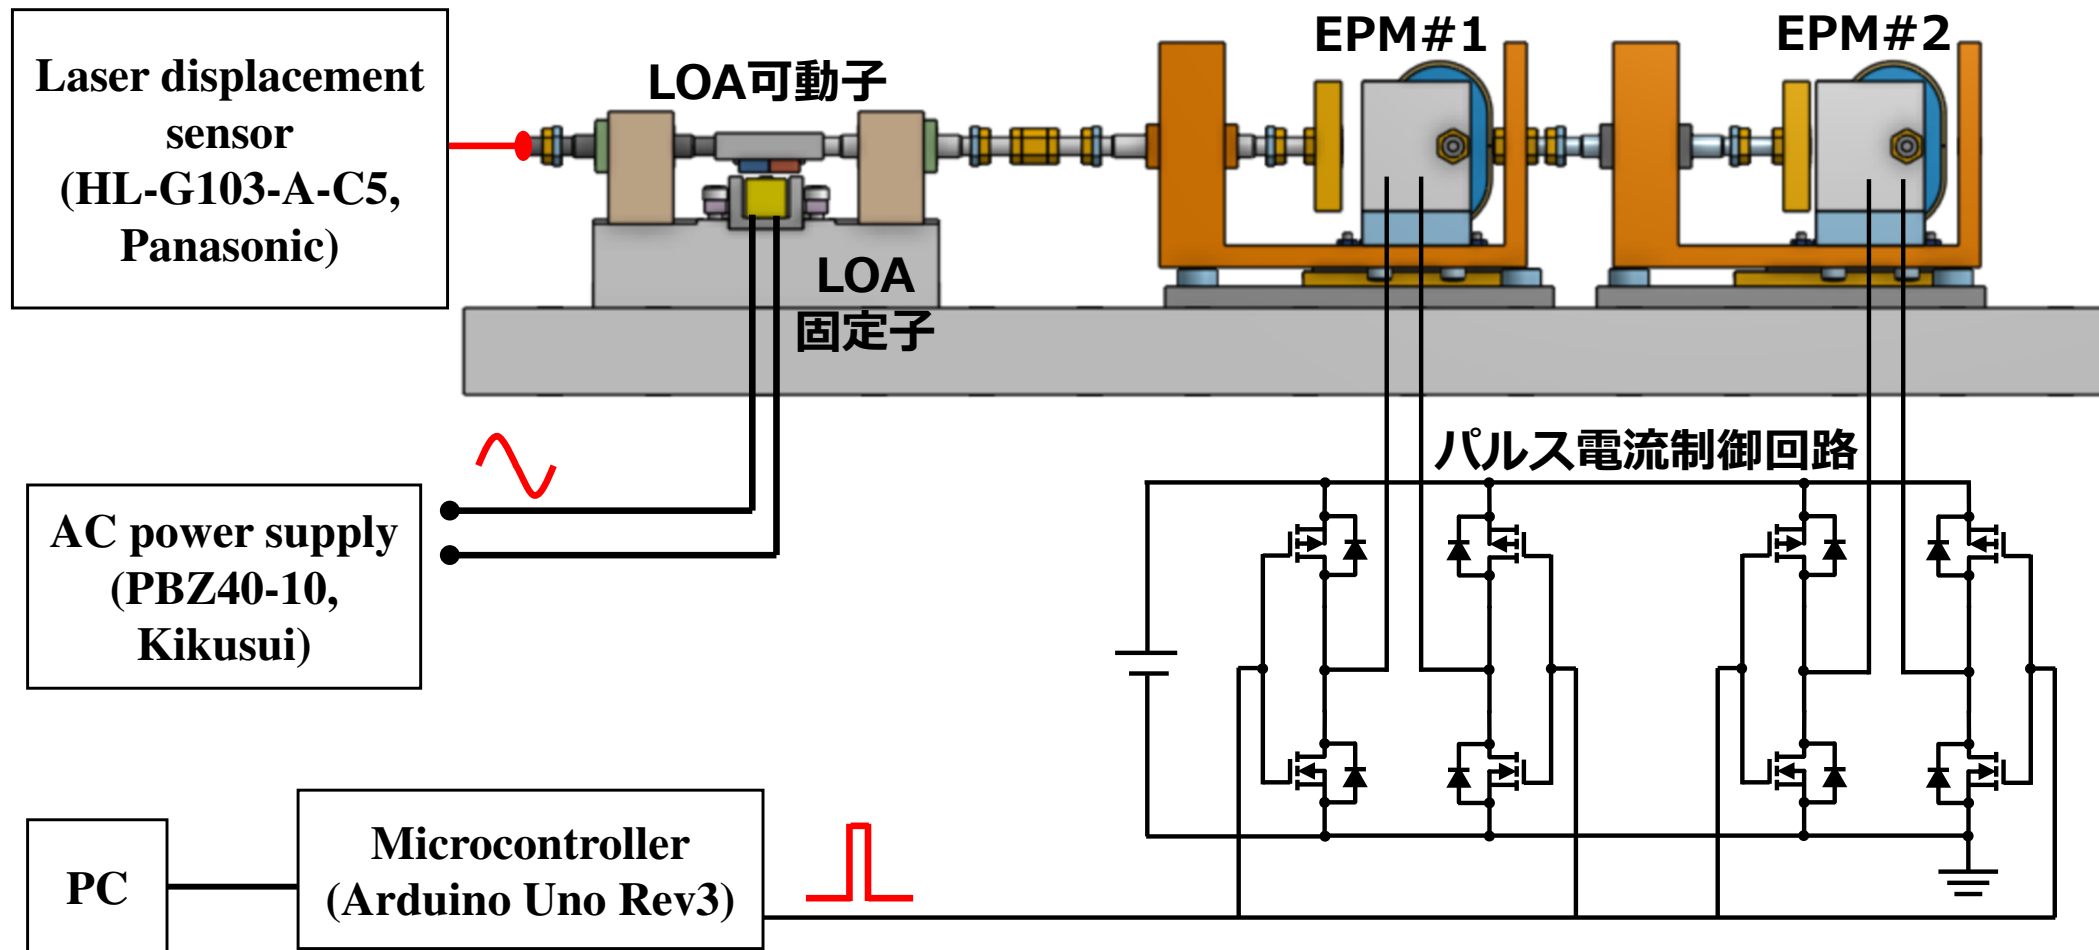 Laser displacement
sensor
(HL-G103-A-C5,
Panasonic)
LOA可動子
EPM#1
EPM#2
LOA
固定子
パルス電流制御回路
AC power supply
(PBZ40-10,
Kikusui)
PC
Microcontroller
(Arduino Uno Rev3)